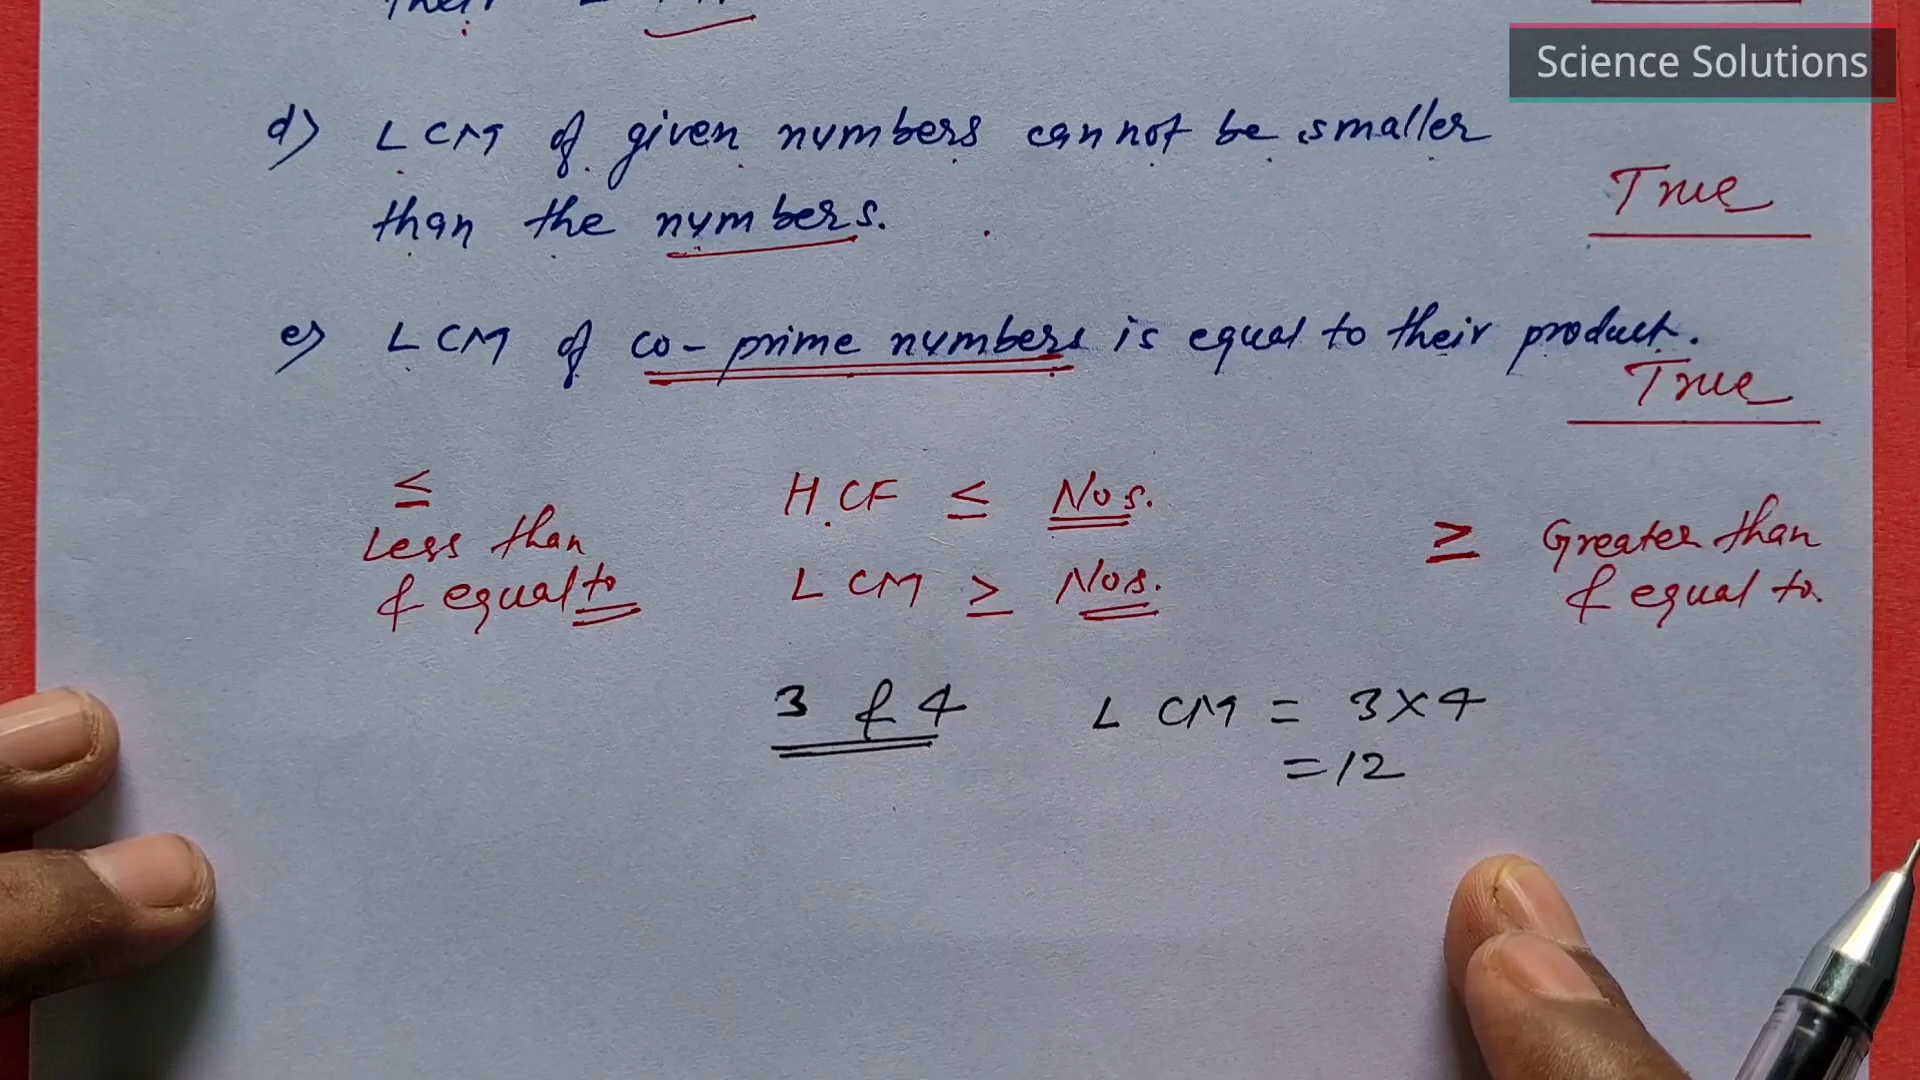 Science Solutions
d) LCM of given numbers cannot be smaller
than the numbers.
True
e) LCM of co-prime numbers is equal to their product.
True
≤
Less than
& equal to
H.CF ≤ Nos.
LCM ≥ Nos.
≥ Greater than
& equal to.
3 & 4 LCM = 3×4
=12